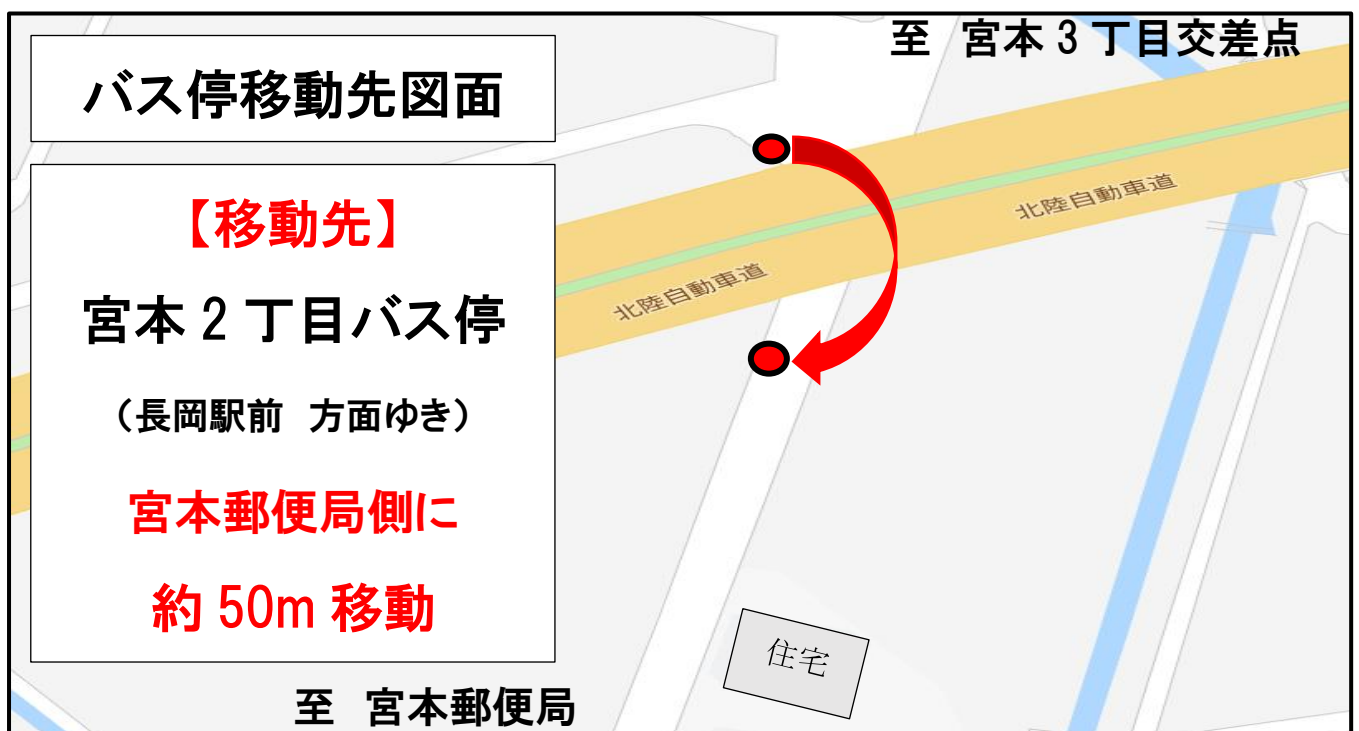 至　宮本３丁目交差点
バス停移動先図面
【移動先】
宮本２丁目バス停
（長岡駅前　方面ゆき）
宮本郵便局側に
約50m移動
北陸自動車道
北陸自動車道
住宅
至　宮本郵便局